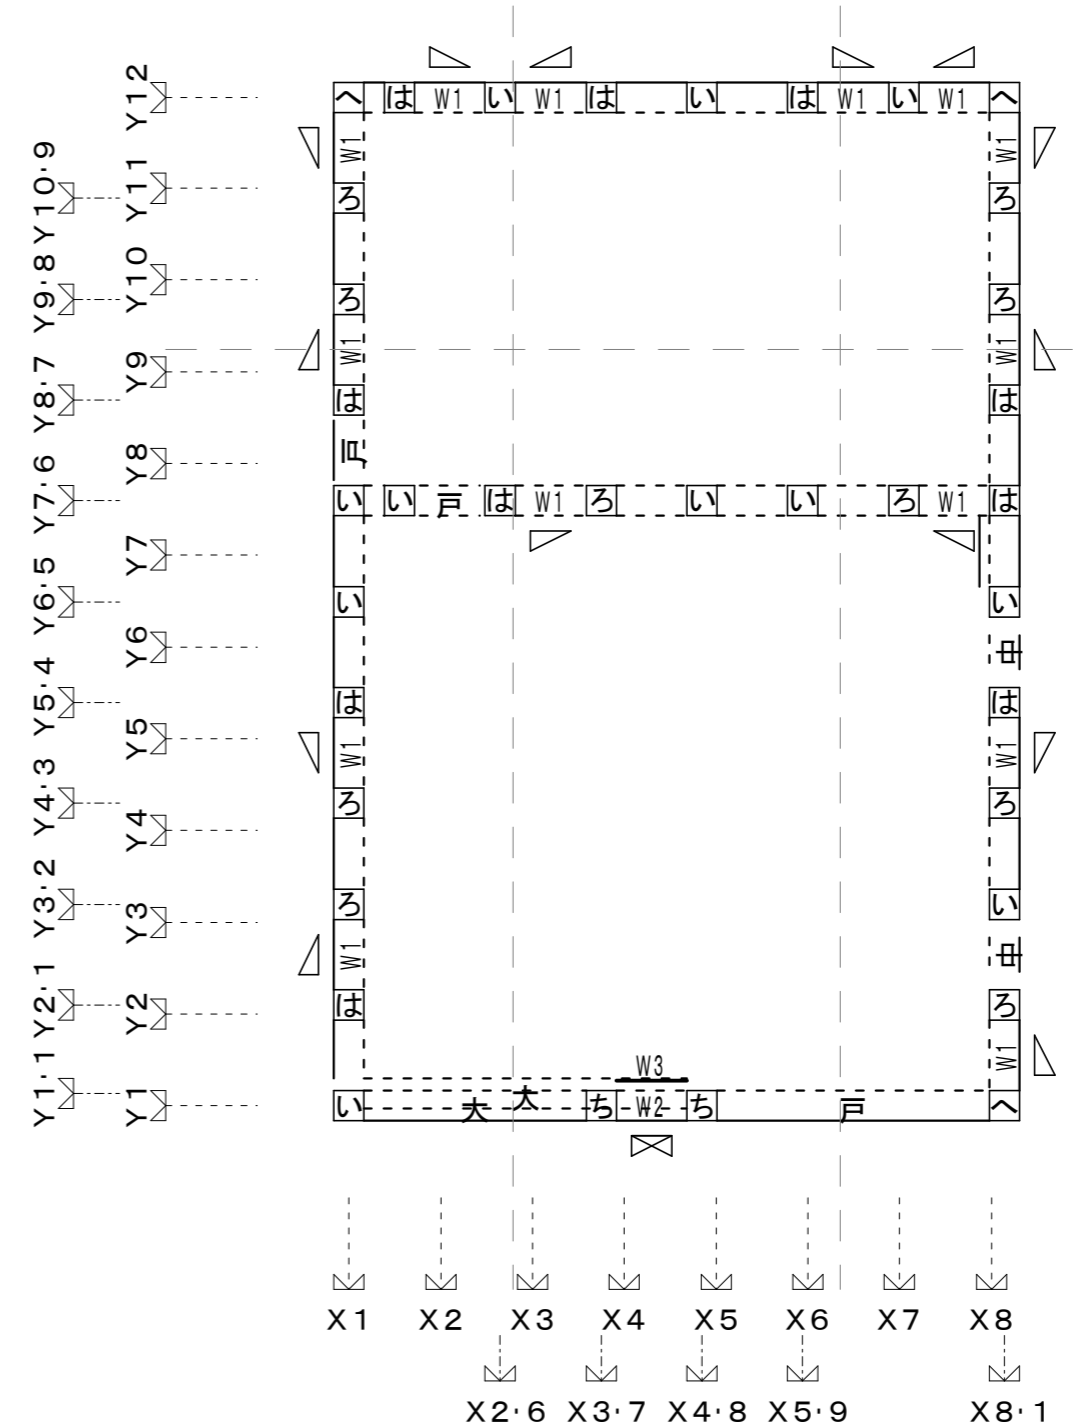 Y12
へ は W1 い W1 は い は W1 い W1 へ
W1 W1
Y10・9 Y11
ろ ろ
Y9・8 Y10
ろ ろ
W1 W1
Y8・7 Y9
は は
戸
Y8
Y7・6
い い 戸 は W1 ろ い い ろ W1 は
Y7
Y6・5
い い
Y6
中
Y5・4
は は
Y5
W1 W1
Y4・3
ろ ろ
Y4
Y3・2
ろ い
Y3
W1 中
Y2・1
は ろ
Y2
W1
W3
Y1・1 Y1
い 大 大 ち W2 ち 戸 へ
X1 X2 X3 X4 X5 X6 X7 X8
X2・6 X3・7 X4・8 X5・9 X8・1